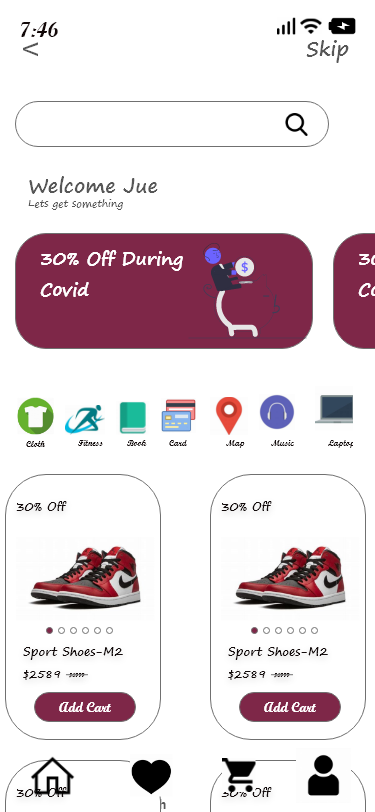 7:46
< Skip
Welcome Jue
Lets get something
30% Off During
Covid
30
Co
Cloth Fitness Book Card Map Music Laptop
30% Off 30% Off
Sport Shoes-M2 Sport Shoes-M2
$2589 $2589
Add Cart Add Cart
30% Off 30% Off